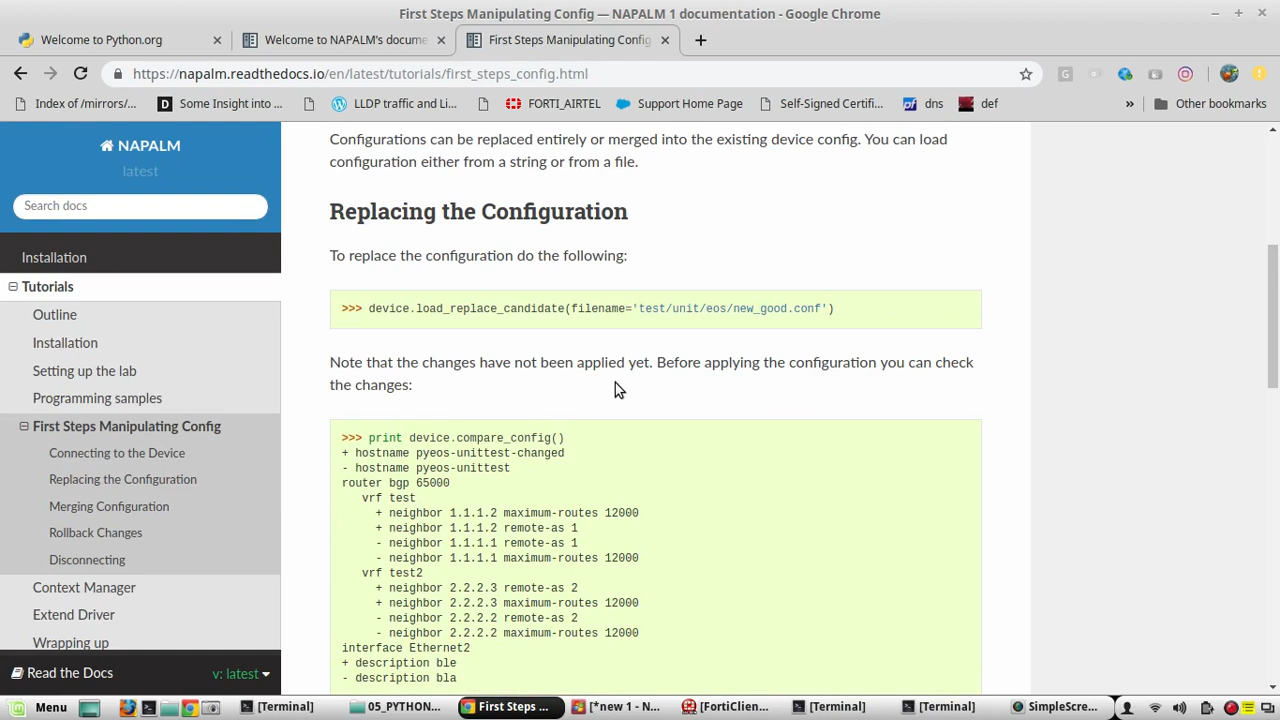 First Steps Manipulating Config — NAPALM 1 documentation - Google Chrome
Welcome to Python.org
Welcome to NAPALM's docume
First Steps Manipulating Config
https://napalm.readthedocs.io/en/latest/tutorials/first_steps_config.html
Index of /mirrors/...
Some Insight into ...
LLDP traffic and Li...
FORTI_AIRTEL
Support Home Page
Self-Signed Certifi...
dns
def
»
Other bookmarks
NAPALM
latest
Search docs
Installation
Tutorials
Outline
Installation
Setting up the lab
Programming samples
First Steps Manipulating Config
Connecting to the Device
Replacing the Configuration
Merging Configuration
Rollback Changes
Disconnecting
Context Manager
Extend Driver
Wrapping up
Read the Docs
v: latest
Configurations can be replaced entirely or merged into the existing device config. You can load
configuration either from a string or from a file.
Replacing the Configuration
To replace the configuration do the following:
>>> device.load_replace_candidate(filename='test/unit/eos/new_good.conf')
Note that the changes have not been applied yet. Before applying the configuration you can check
the changes:
>>> print device.compare_config()
+ hostname pyeos-unittest-changed
- hostname pyeos-unittest
router bgp 65000
vrf test
+ neighbor 1.1.1.2 maximum-routes 12000
+ neighbor 1.1.1.2 remote-as 1
- neighbor 1.1.1.1 remote-as 1
- neighbor 1.1.1.1 maximum-routes 12000
vrf test2
+ neighbor 2.2.2.3 remote-as 2
+ neighbor 2.2.2.3 maximum-routes 12000
- neighbor 2.2.2.2 remote-as 2
- neighbor 2.2.2.2 maximum-routes 12000
interface Ethernet2
+ description ble
- description bla
Menu
[Terminal]
05_PYTHON...
First Steps ...
[*new 1 - N...
[FortiClien...
[Terminal]
[Terminal]
SimpleScre...